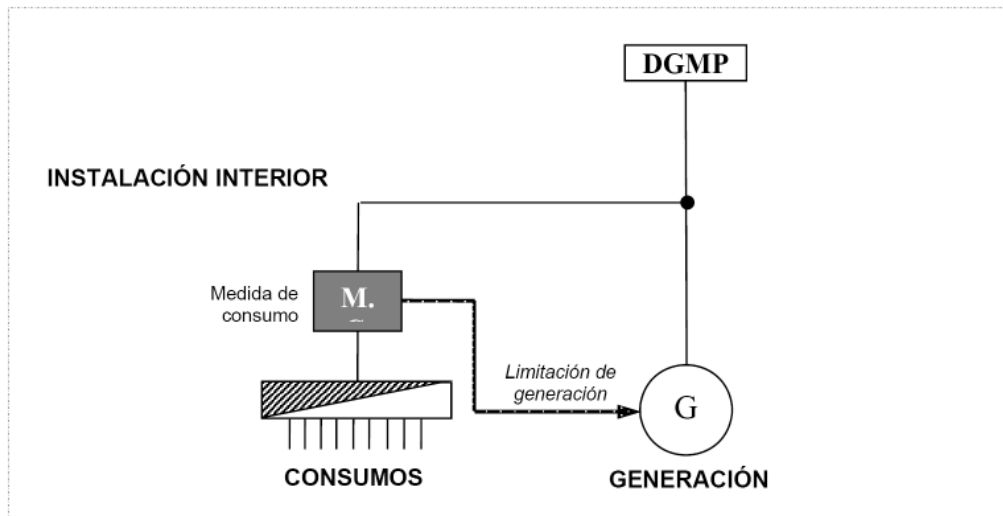 DGMP
INSTALACIÓN INTERIOR
Medida de
consumo
M.
Limitación de
generación
G
CONSUMOS
GENERACIÓN